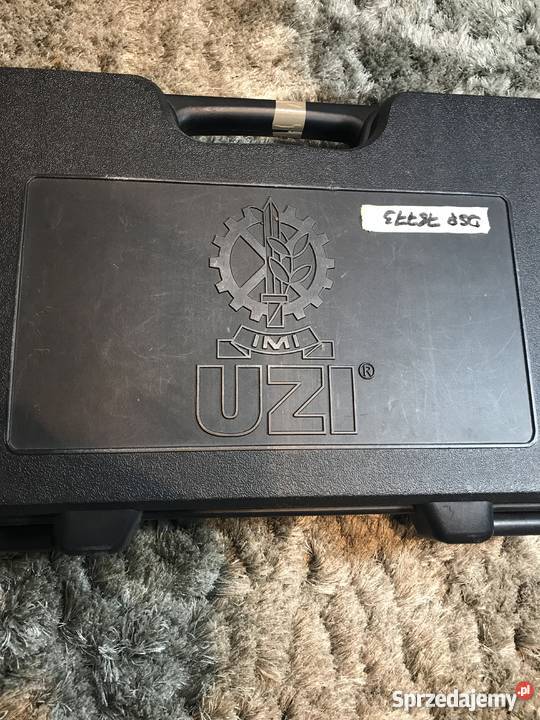 DSP 78773
IMI
UZI®
Sprzedajemy.pl